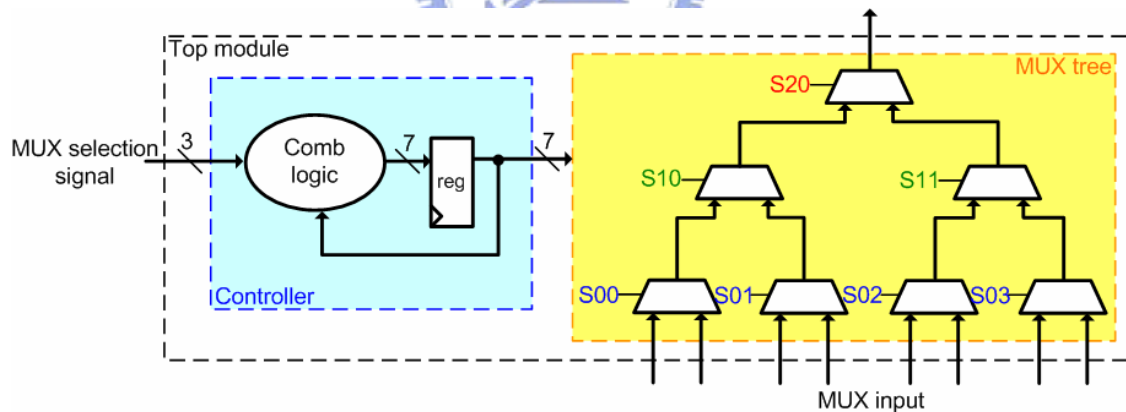 Top module
MUX tree
S20
MUX selection
signal
3
Comb
logic
7
reg
7
S10
S11
Controller
S00
S01
S02
S03
MUX input